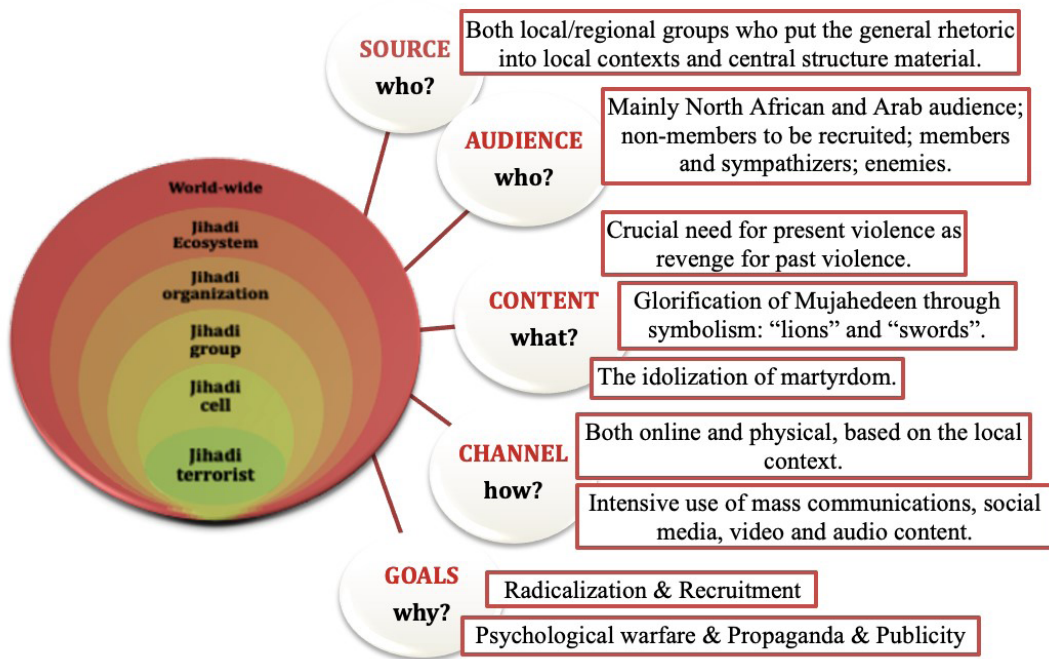 SOURCE
who?
Both local/regional groups who put the general rhetoric
into local contexts and central structure material.
AUDIENCE
who?
Mainly North African and Arab audience;
non-members to be recruited; members
and sympathizers; enemies.
World-wide
Jihadi
Ecosystem
Jihadi
organization
Jihadi
group
Jihadi
cell
Jihadi
terrorist
CONTENT
what?
Crucial need for present violence as
revenge for past violence.
Glorification of Mujahedeen through
symbolism: “lions” and “swords”.
The idolization of martyrdom.
CHANNEL
how?
Both online and physical, based on the local
context.
Intensive use of mass communications, social
media, video and audio content.
GOALS
why?
Radicalization & Recruitment
Psychological warfare & Propaganda & Publicity